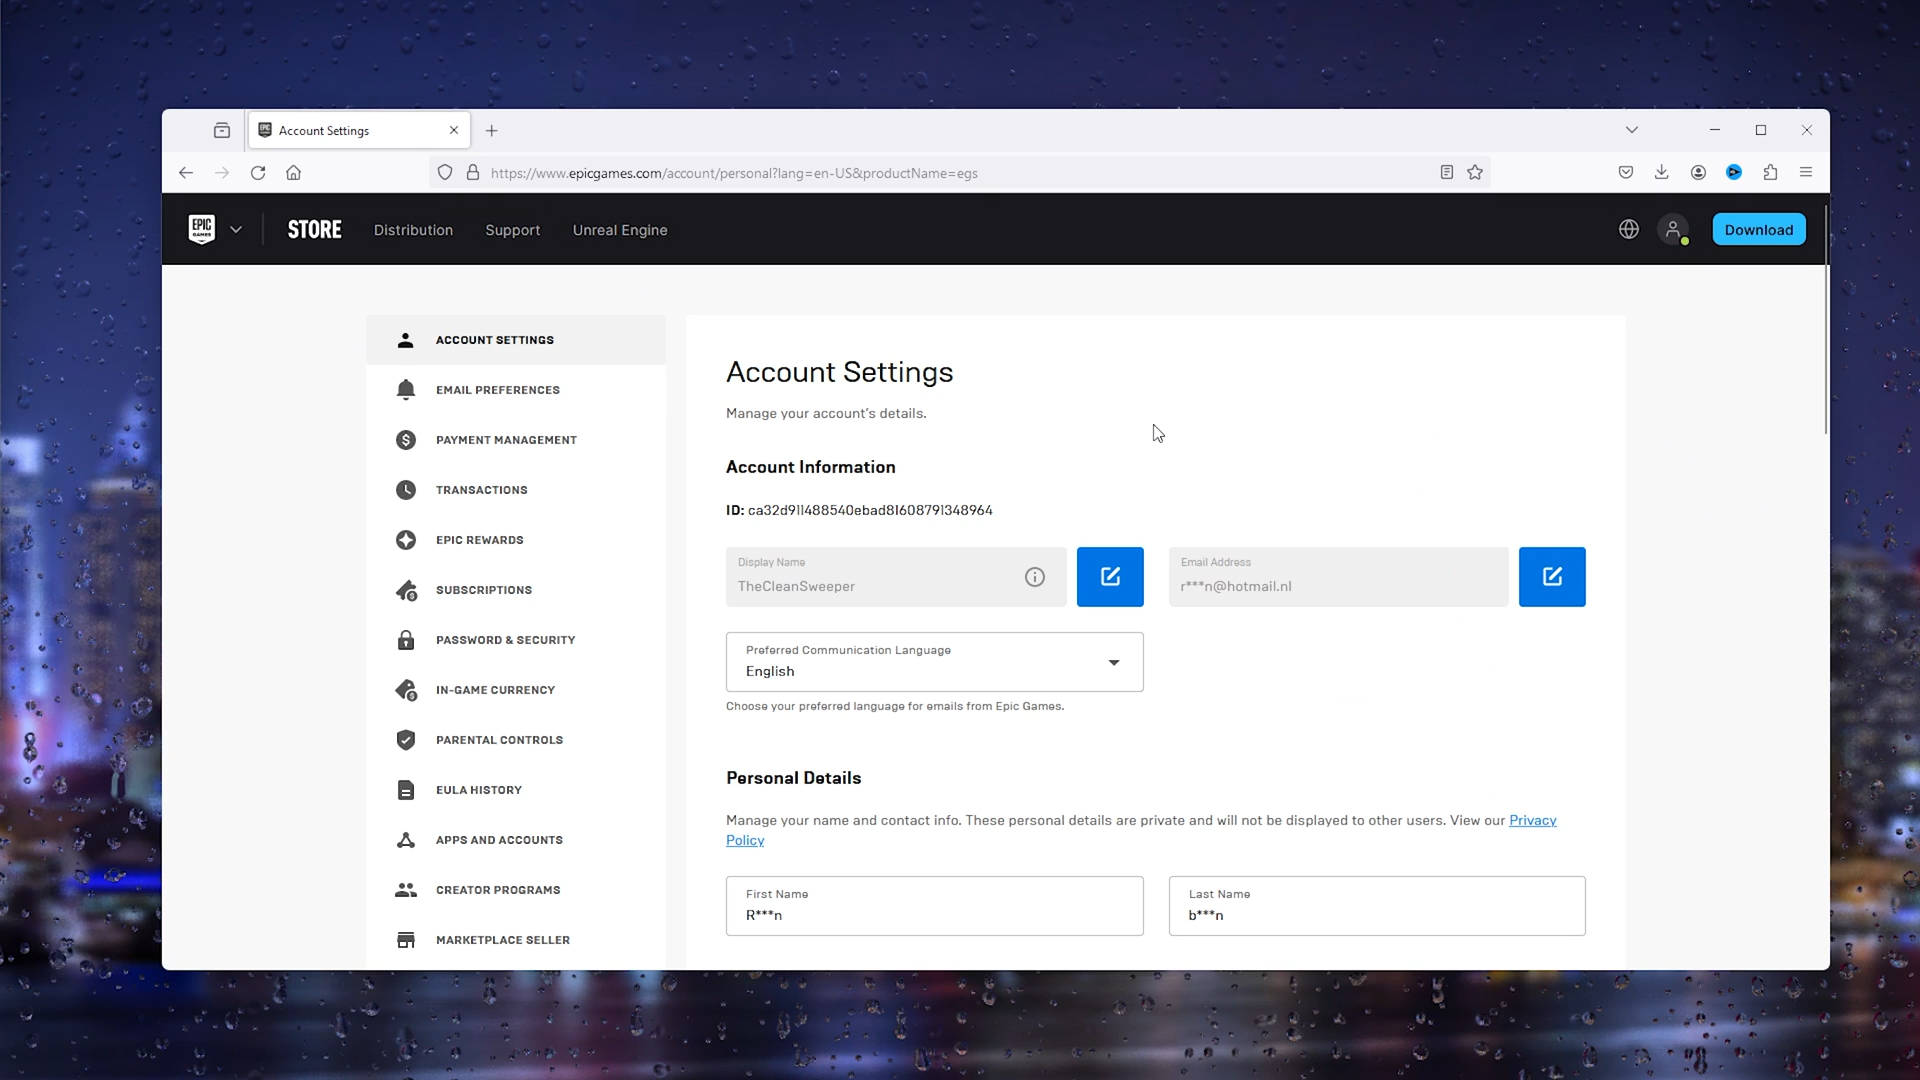 Account Settings
https://www.epicgames.com/account/personal?lang=en-US&productName=egs
EPIC GAMES
STORE
Distribution
Support
Unreal Engine
Download
ACCOUNT SETTINGS
EMAIL PREFERENCES
PAYMENT MANAGEMENT
TRANSACTIONS
EPIC REWARDS
SUBSCRIPTIONS
PASSWORD & SECURITY
IN-GAME CURRENCY
PARENTAL CONTROLS
EULA HISTORY
APPS AND ACCOUNTS
CREATOR PROGRAMS
MARKETPLACE SELLER
Account Settings
Manage your account's details.
Account Information
ID: ca32d911488540ebad81608791348964
Display Name
TheCleanSweeper
Email Address
r***n@hotmail.nl
Preferred Communication Language
English
Choose your preferred language for emails from Epic Games.
Personal Details
Manage your name and contact info. These personal details are private and will not be displayed to other users. View our Privacy
Policy
First Name
R***n
Last Name
b***n